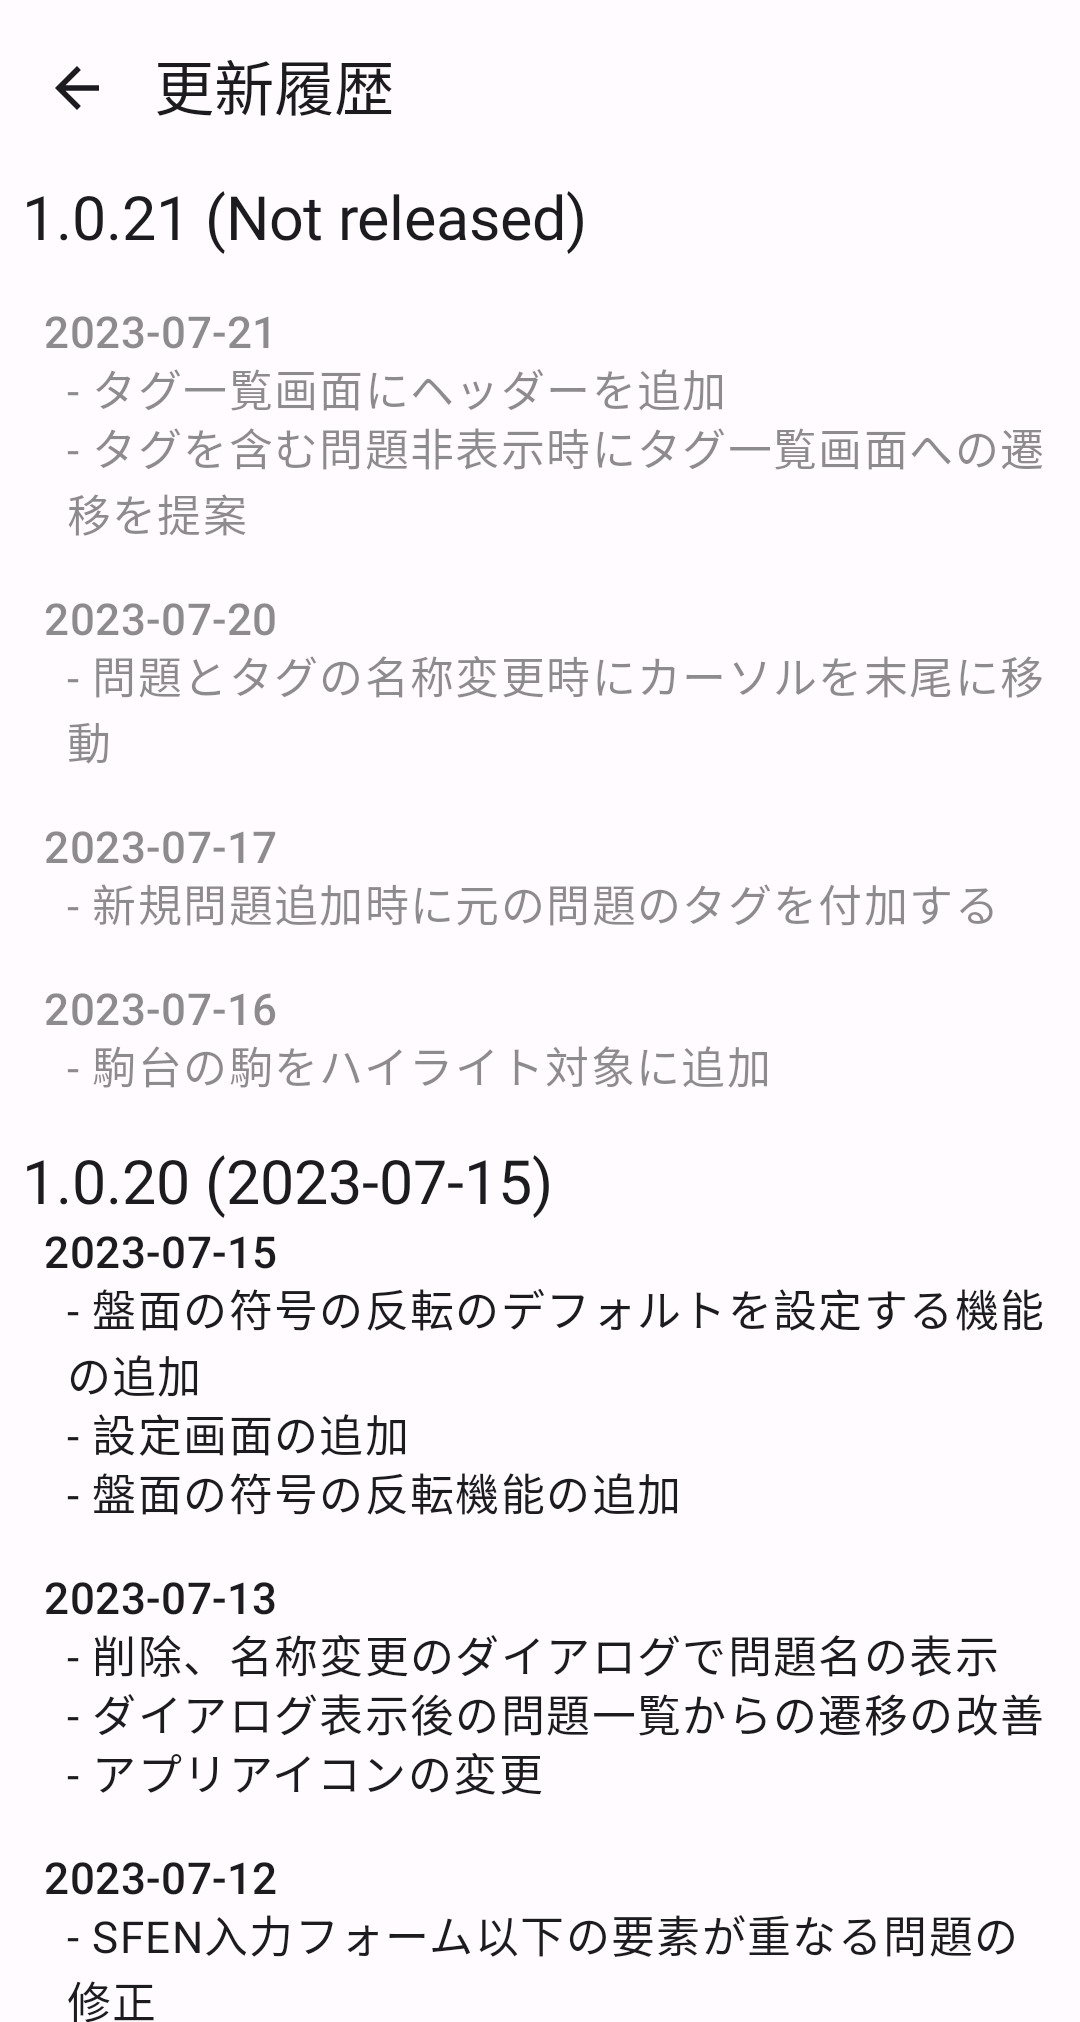 更新履歴
1.0.21 (Not released)
2023-07-21
- タグ一覧画面にヘッダーを追加
- タグを含む問題非表示時にタグ一覧画面への遷
移を提案
2023-07-20
- 問題とタグの名称変更時にカーソルを末尾に移
動
2023-07-17
- 新規問題追加時に元の問題のタグを付加する
2023-07-16
- 駒台の駒をハイライト対象に追加
1.0.20 (2023-07-15)
2023-07-15
- 盤面の符号の反転のデフォルトを設定する機能
の追加
- 設定画面の追加
- 盤面の符号の反転機能の追加
2023-07-13
- 削除、名称変更のダイアログで問題名の表示
- ダイアログ表示後の問題一覧からの遷移の改善
- アプリアイコンの変更
2023-07-12
- SFEN入力フォーム以下の要素が重なる問題の
修正